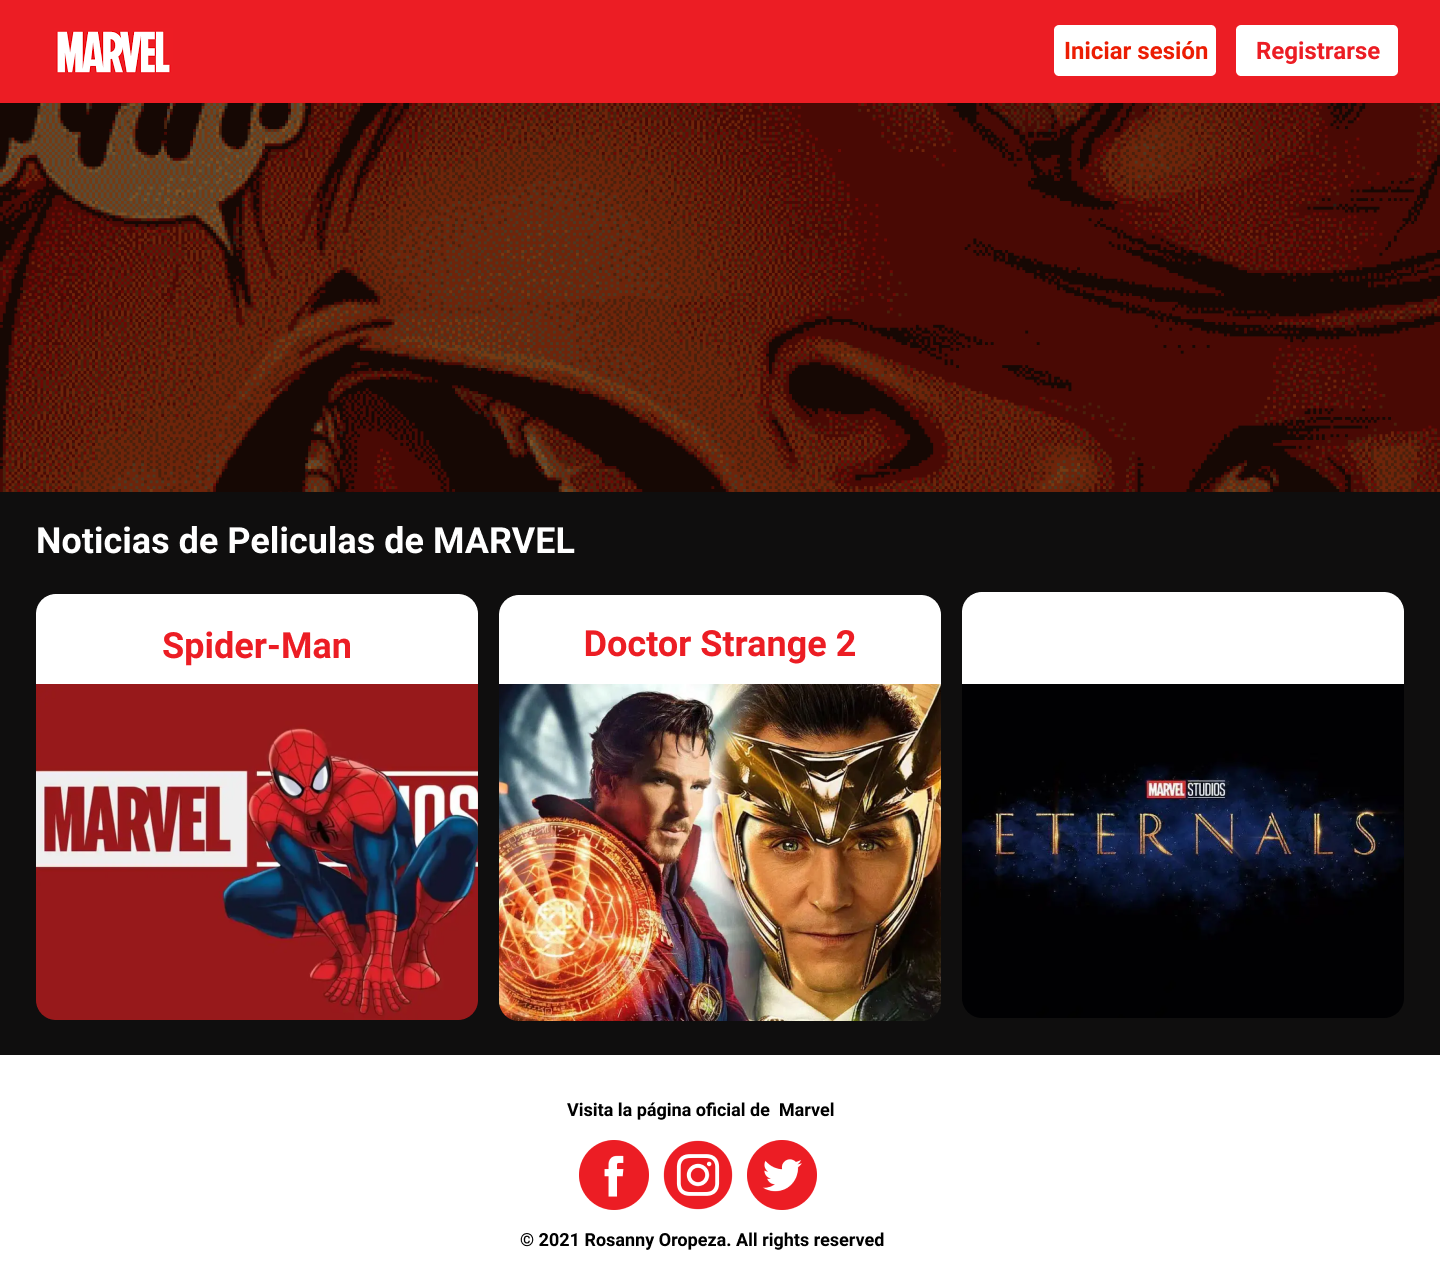 MARVEL
Iniciar sesión
Registrarse
Noticias de Peliculas de MARVEL
Spider-Man
Doctor Strange 2
MARVEL
IOS
MARVEL STUDIOS
ETERNALS
Visita la página oficial de Marvel
© 2021 Rosanny Oropeza. All rights reserved